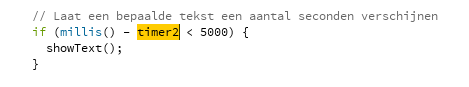 // Laat een bepaalde tekst een aantal seconden verschijnen
if (millis() - timer2 < 5000) {
showText();
}